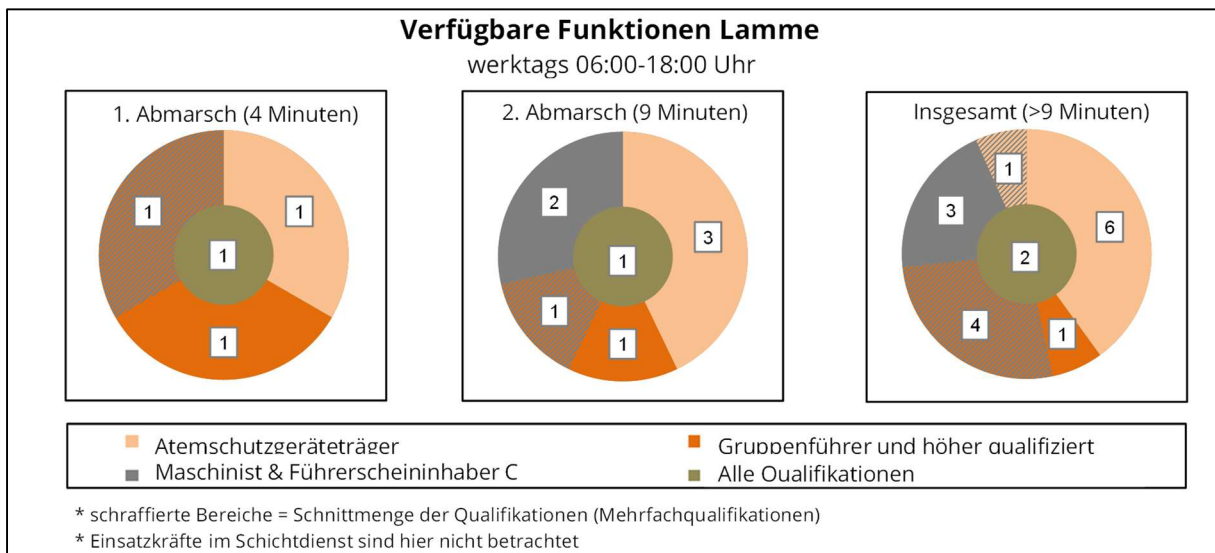 Verfügbare Funktionen Lamme
werktags 06:00-18:00 Uhr
1. Abmarsch (4 Minuten)
1
1
1
1
2. Abmarsch (9 Minuten)
2
3
1
1
1
Insgesamt (>9 Minuten)
1
3
6
2
4
1
Atemschutzgeräteträger
Gruppenführer und höher qualifiziert
Maschinist & Führerscheininhaber C
Alle Qualifikationen
* schraffierte Bereiche = Schnittmenge der Qualifikationen (Mehrfachqualifikationen)
* Einsatzkräfte im Schichtdienst sind hier nicht betrachtet